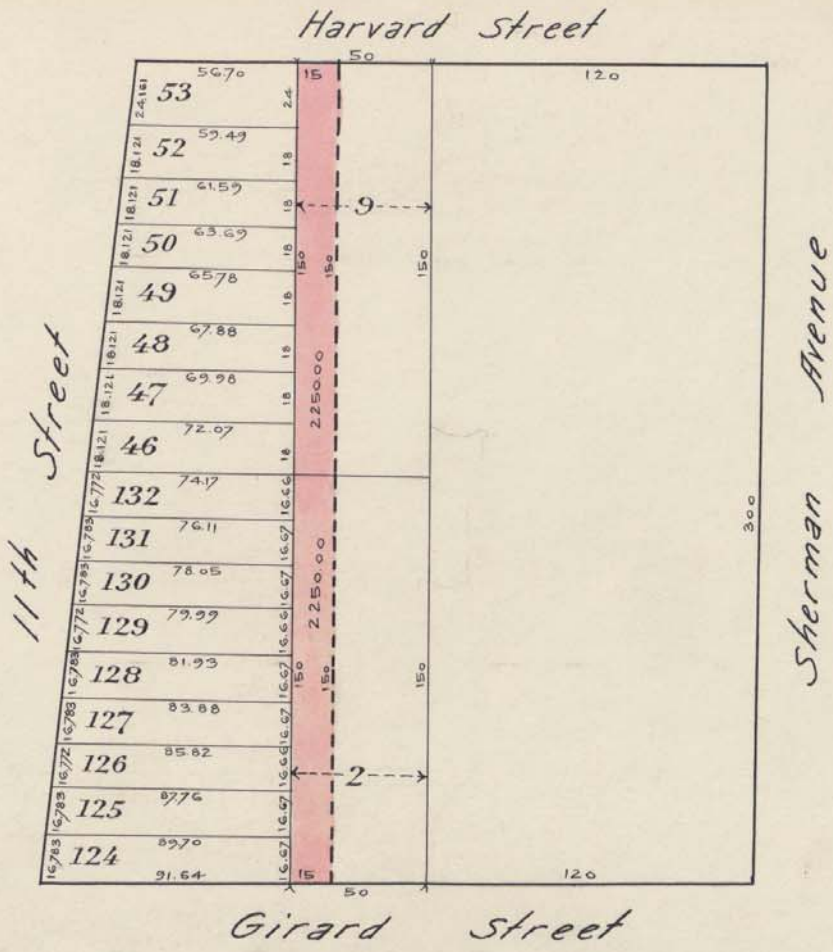 Harvard Street
50
56.70 15 120
24.161 53 24
59.49
18.121 52 18
61.59
18.121 51 18 9
63.69
18.121 50 18 150 150 150
65.78
18.121 49 18
67.88
18.121 48 18
69.98
18.121 47 18 2250.00
72.07
18.121 46 18
74.17
16.772 132 16.66
76.11
16.783 131 16.67
78.05
16.783 130 16.67 2250.00
79.99
16.772 129 16.66
81.93
16.783 128 16.67 150 150 150
83.88
16.783 127 16.67
85.82
16.772 126 16.66 2
87.76
16.783 125 16.67
89.70
16.783 124 16.67
91.64 15 120
50
300
11th Street
Sherman Avenue
Girard Street